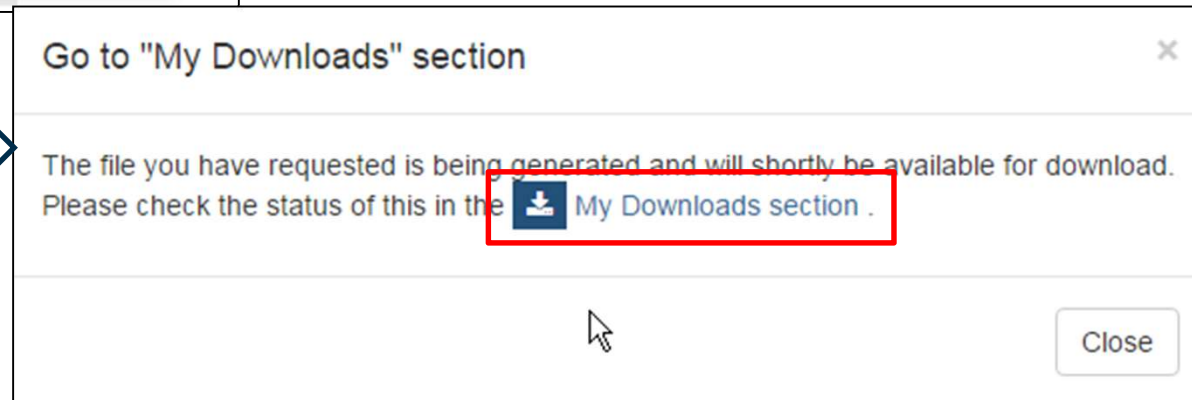 Go to "My Downloads" section
×
The file you have requested is being generated and will shortly be available for download.
Please check the status of this in the My Downloads section .
Close